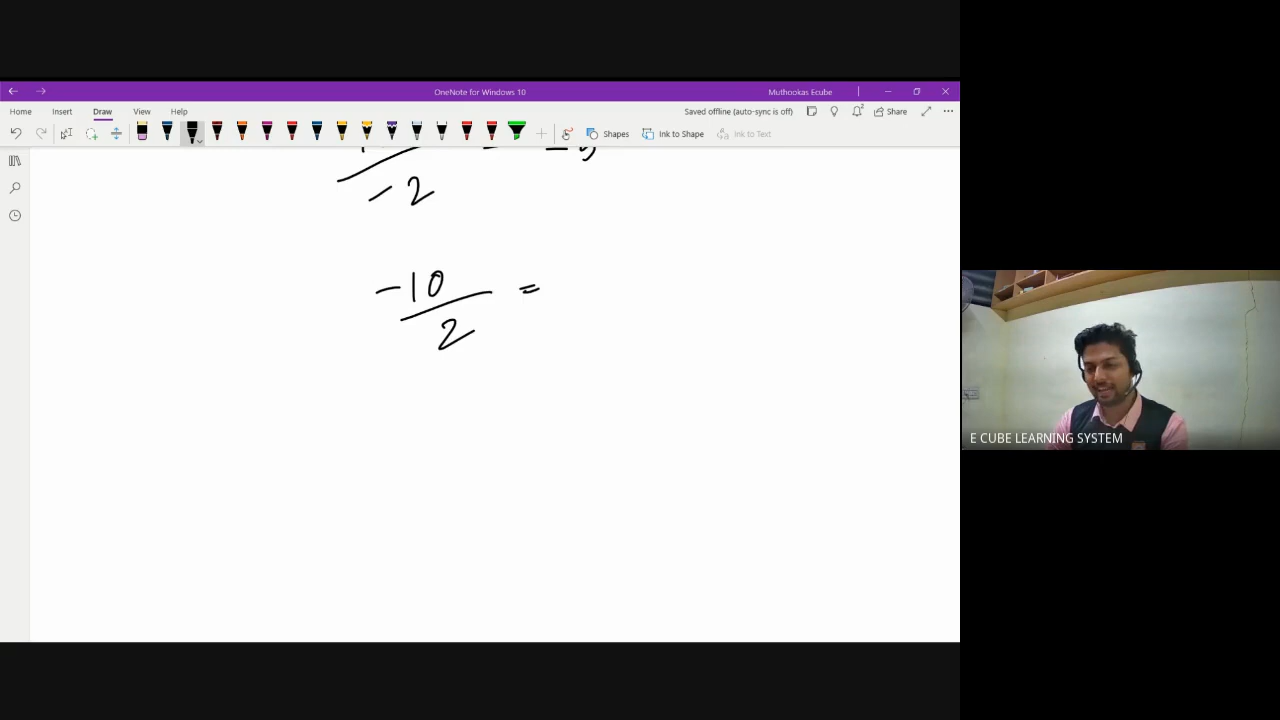 OneNote for Windows 10
Muthookas Ecube
Home Insert Draw View Help
Saved offline (auto-sync is off)
Share
Shapes
Ink to Shape
Ink to Text
-2
-10
=
2
E CUBE LEARNING SYSTEM